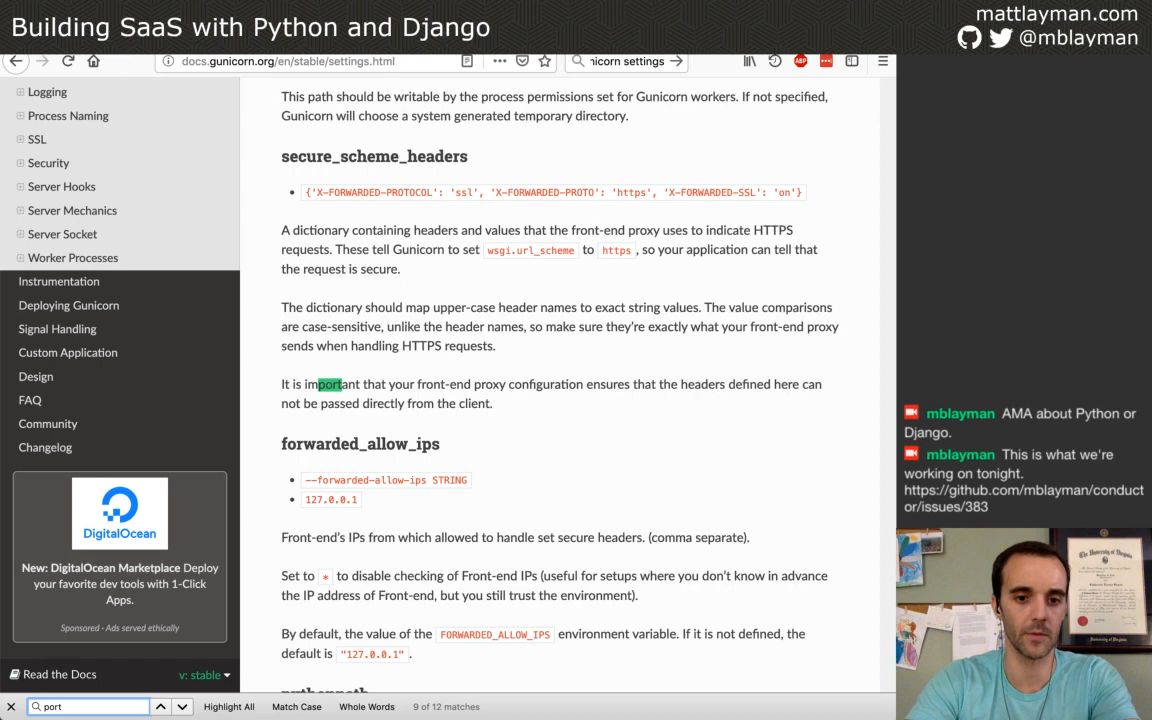 Building SaaS with Python and Django
mattlayman.com
@mblayman
docs.gunicorn.org/en/stable/settings.html
nicorn settings
ABP
Logging
Process Naming
SSL
Security
Server Hooks
Server Mechanics
Server Socket
Worker Processes
Instrumentation
Deploying Gunicorn
Signal Handling
Custom Application
Design
FAQ
Community
Changelog
DigitalOcean
New: DigitalOcean Marketplace Deploy
your favorite dev tools with 1-Click
Apps.
Sponsored · Ads served ethically
Read the Docs
v: stable
This path should be writable by the process permissions set for Gunicorn workers. If not specified,
Gunicorn will choose a system generated temporary directory.
secure_scheme_headers
{'X-FORWARDED-PROTOCOL': 'ssl', 'X-FORWARDED-PROTO': 'https', 'X-FORWARDED-SSL': 'on'}
A dictionary containing headers and values that the front-end proxy uses to indicate HTTPS
requests. These tell Gunicorn to set wsgi.url_scheme to https, so your application can tell that
the request is secure.
The dictionary should map upper-case header names to exact string values. The value comparisons
are case-sensitive, unlike the header names, so make sure they're exactly what your front-end proxy
sends when handling HTTPS requests.
It is important that your front-end proxy configuration ensures that the headers defined here can
not be passed directly from the client.
forwarded_allow_ips
--forwarded-allow-ips STRING
127.0.0.1
Front-end's IPs from which allowed to handle set secure headers. (comma separate).
Set to * to disable checking of Front-end IPs (useful for setups where you don't know in advance
the IP address of Front-end, but you still trust the environment).
By default, the value of the FORWARDED_ALLOW_IPS environment variable. If it is not defined, the
default is "127.0.0.1".
pythonpath
mblayman AMA about Python or
Django.
mblayman This is what we're
working on tonight.
https://github.com/mblayman/conduct
or/issues/383
The University of Virginia
port
Highlight All
Match Case
Whole Words
9 of 12 matches